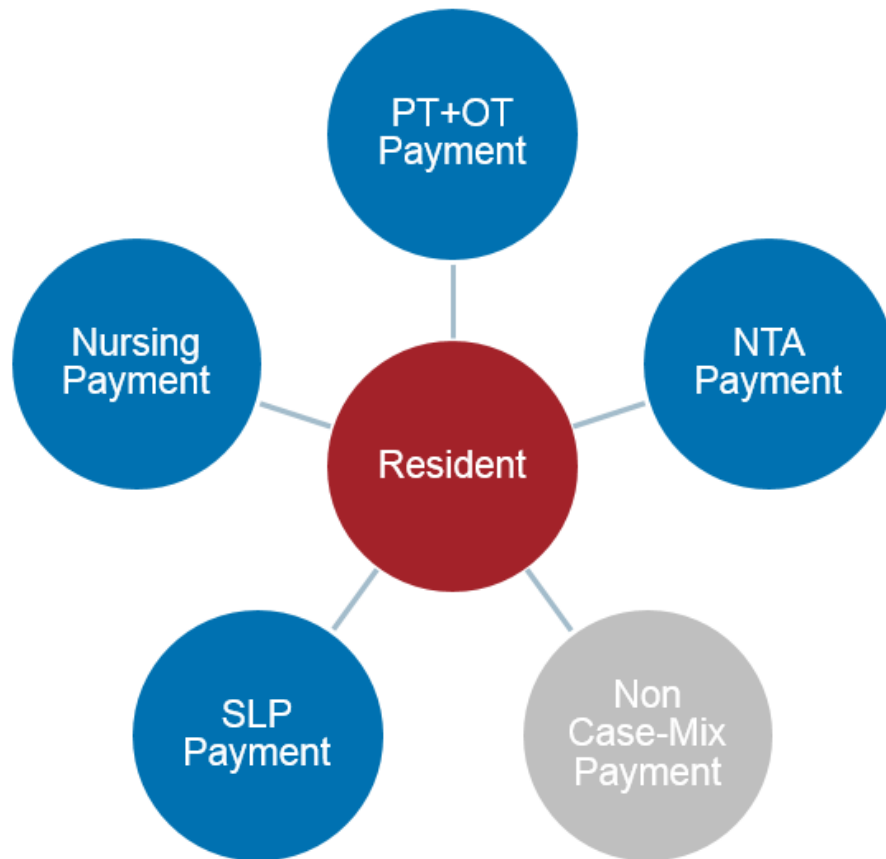 PT+OT
Payment
Nursing
Payment
NTA
Payment
Resident
SLP
Payment
Non
Case-Mix
Payment